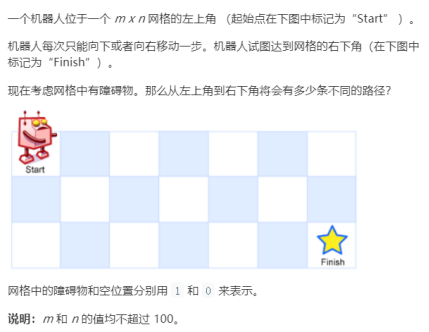 一个机器人位于一个 m x n 网格的左上角 （起始点在下图中标记为“Start” ）。
机器人每次只能向下或者向右移动一步。机器人试图达到网格的右下角（在下图中
标记为“Finish”）。
现在考虑网格中有障碍物。那么从左上角到右下角将会有多少条不同的路径？
Start
Finish
网格中的障碍物和空位置分别用 1 和 0 来表示。
说明：m 和 n 的值均不超过 100。